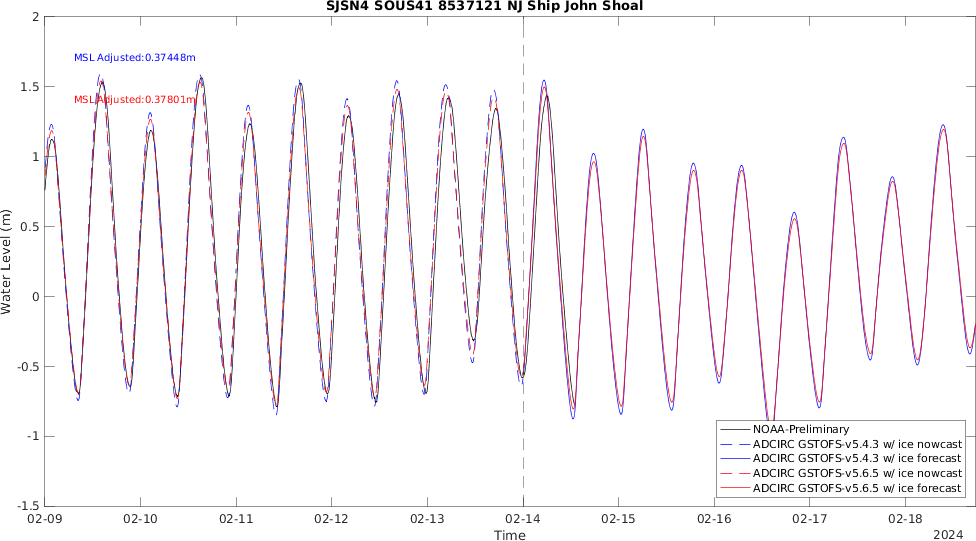 SJSN4 SOUS41 8537121 NJ Ship John Shoal
2
MSL Adjusted:0.37448m
1.5
MSL Adjusted:0.37801m
1
0.5
Water Level (m)
0
-0.5
-1
NOAA-Preliminary
ADCIRC GSTOFS-v5.4.3 w/ ice nowcast
ADCIRC GSTOFS-v5.4.3 w/ ice forecast
ADCIRC GSTOFS-v5.6.5 w/ ice nowcast
ADCIRC GSTOFS-v5.6.5 w/ ice forecast
-1.5
02-09 02-10 02-11 02-12 02-13 02-14 02-15 02-16 02-17 02-18
Time
2024